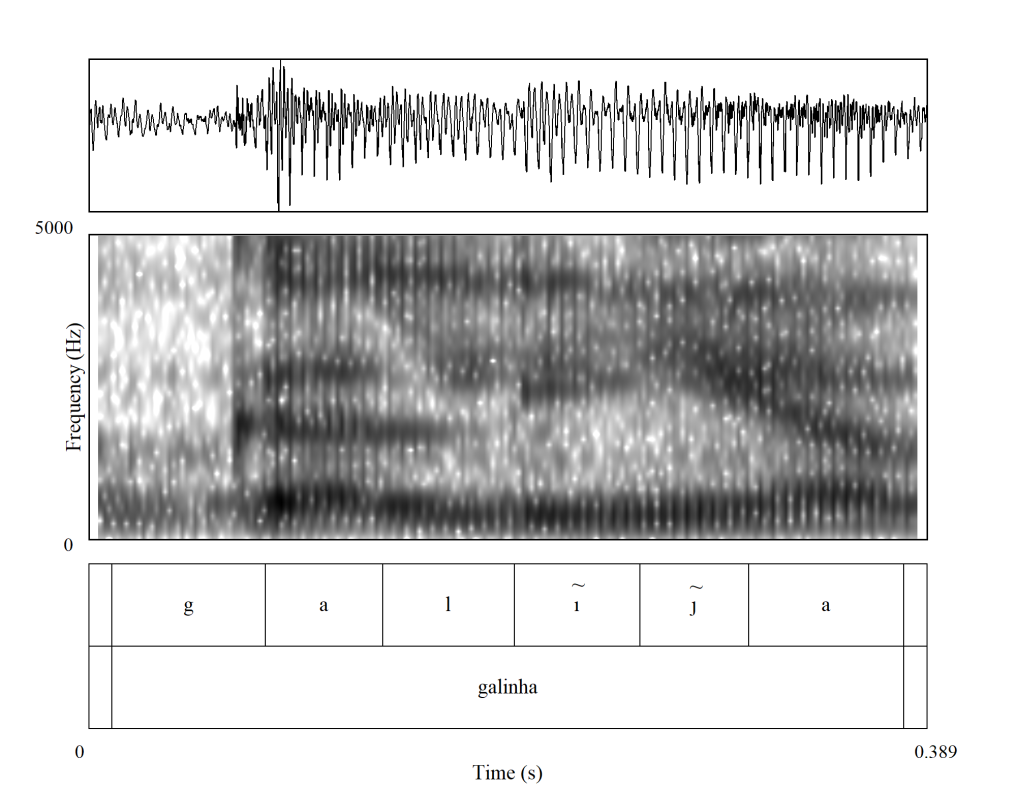 5000
Frequency (Hz)
0
g a l ı̃ ȷ̃ a
galinha
0 0.389
Time (s)